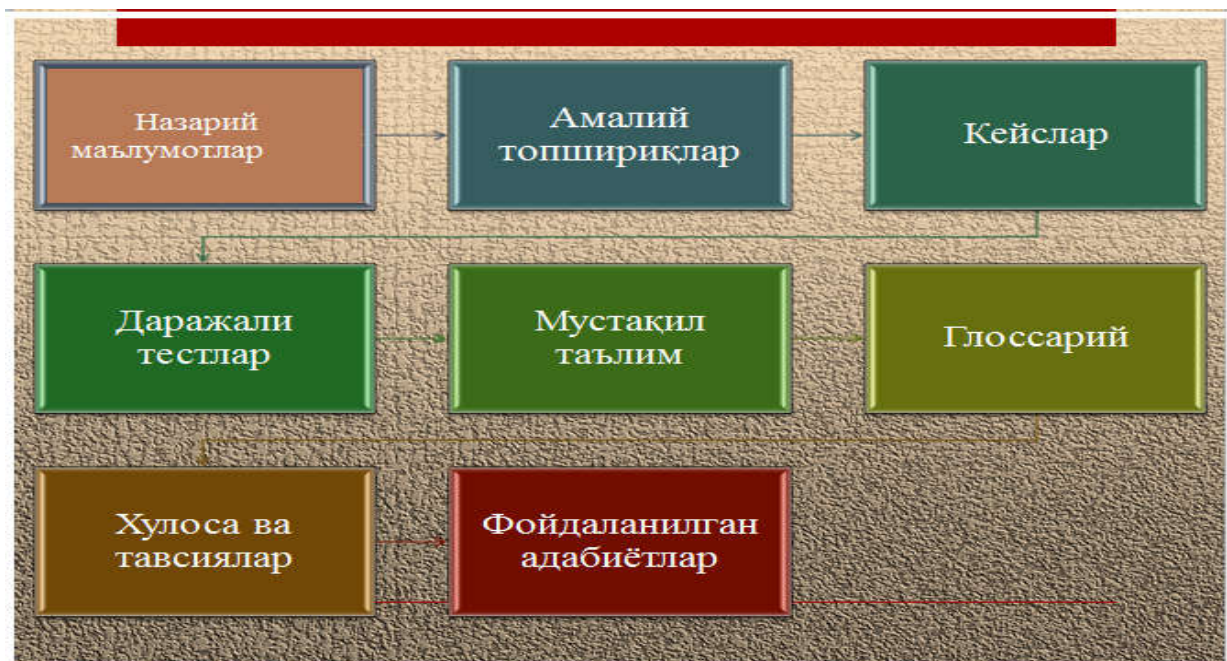 Назарий
маълумотлар
Амалий
топшириқлар
Кейслар
Даражали
тестлар
Мустақил
таълим
Глоссарий
Хулоса ва
тавсиялар
Фойдаланилган
адабиётлар